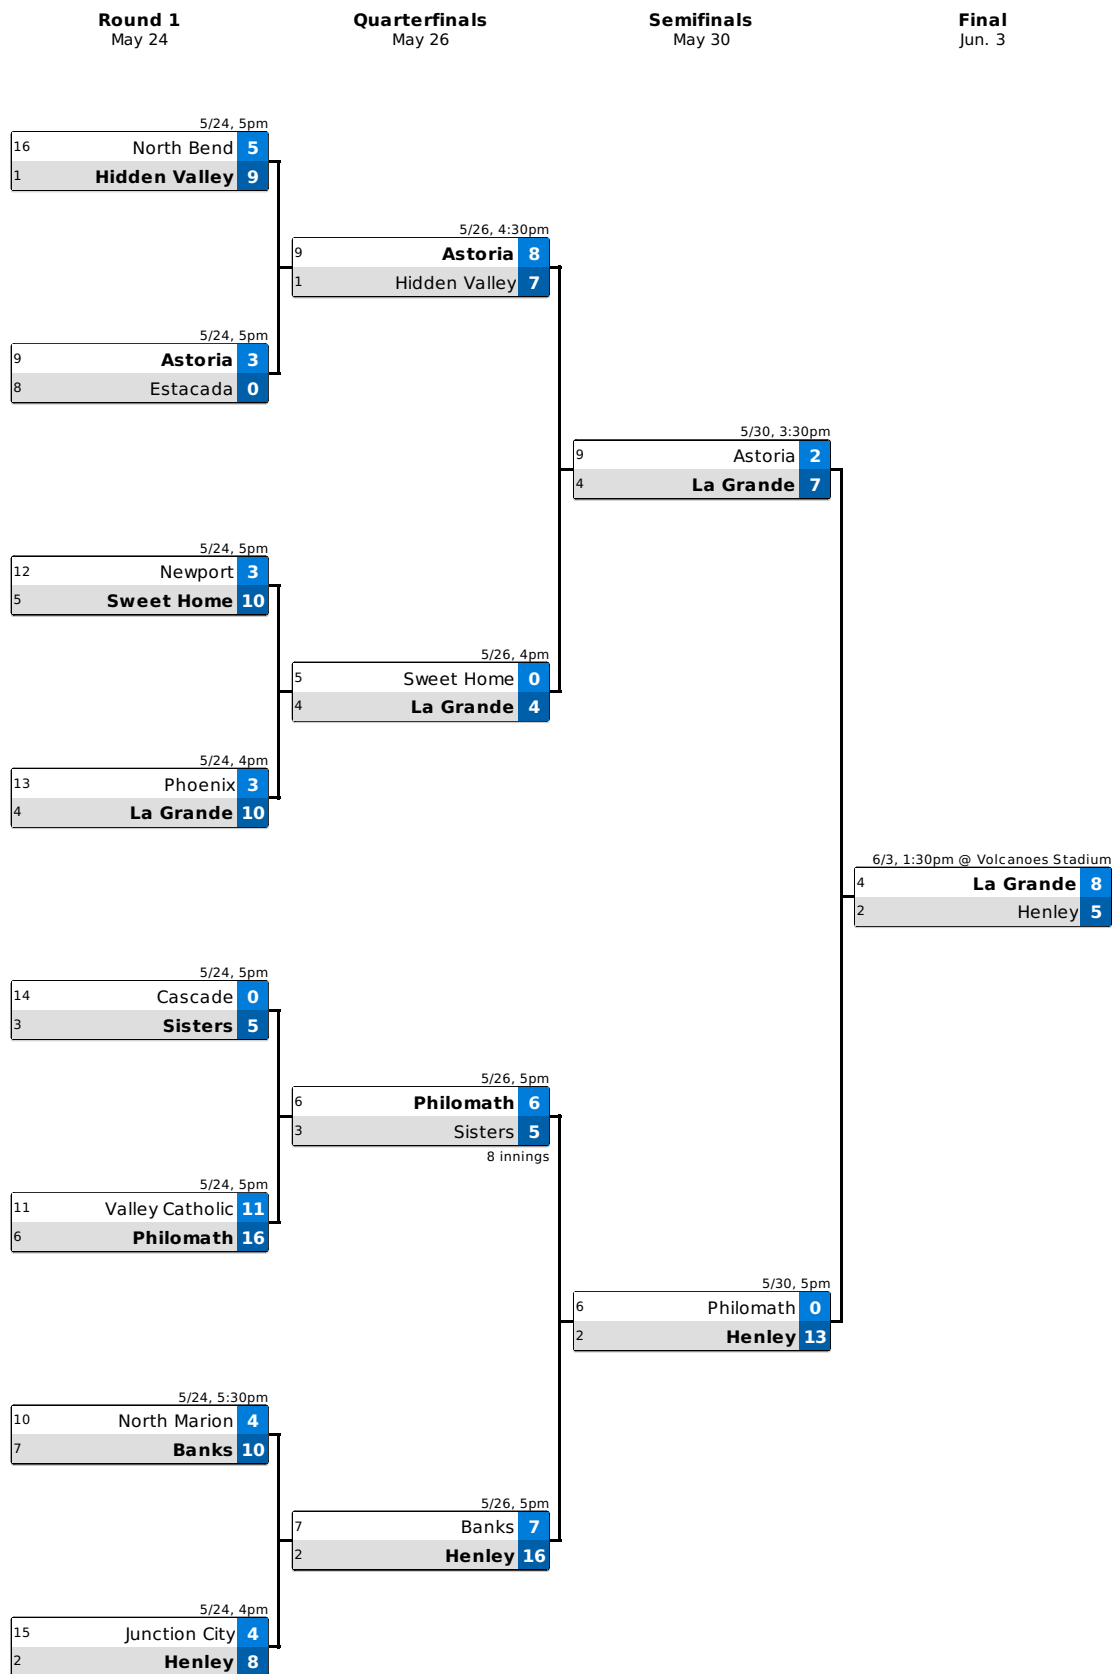 Round 1 Quarterfinals Semifinals Final
May 24 May 26 May 30 Jun. 3
5/24, 5pm
16 North Bend 5
1 Hidden Valley 9
5/26, 4:30pm
9 Astoria 8
1 Hidden Valley 7
5/24, 5pm
9 Astoria 3
8 Estacada 0
5/30, 3:30pm
9 Astoria 2
4 La Grande 7
5/24, 5pm
12 Newport 3
5 Sweet Home 10
5/26, 4pm
5 Sweet Home 0
4 La Grande 4
5/24, 4pm
13 Phoenix 3
4 La Grande 10
6/3, 1:30pm @ Volcanoes Stadium
4 La Grande 8
2 Henley 5
5/24, 5pm
14 Cascade 0
3 Sisters 5
5/26, 5pm
6 Philomath 6
3 Sisters 5
8 innings
5/24, 5pm
11 Valley Catholic 11
6 Philomath 16
5/30, 5pm
6 Philomath 0
2 Henley 13
5/24, 5:30pm
10 North Marion 4
7 Banks 10
5/26, 5pm
7 Banks 7
2 Henley 16
5/24, 4pm
15 Junction City 4
2 Henley 8